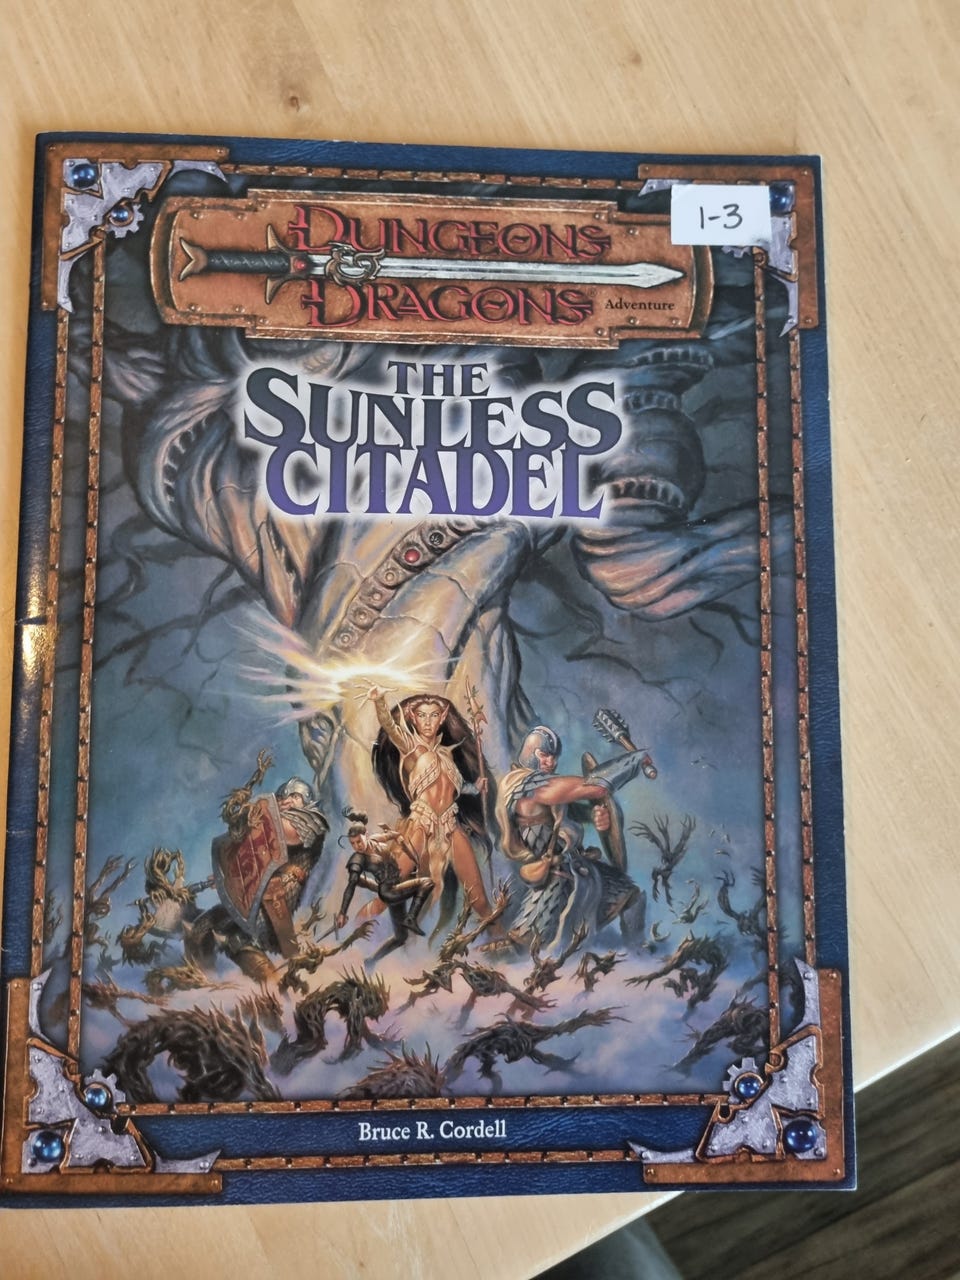 1-3
DUNGEONS
&
DRAGONS® Adventure
THE
SUNLESS
CITADEL
Bruce R. Cordell